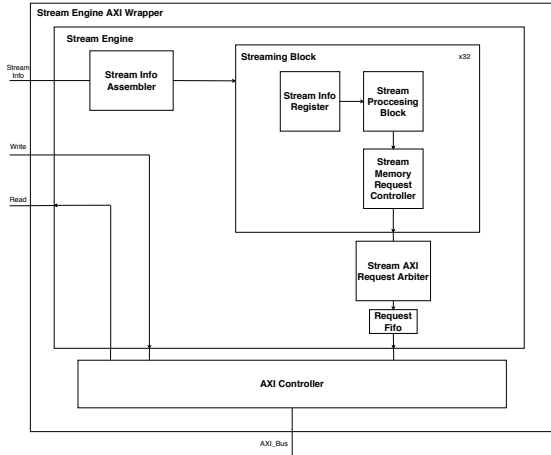 Stream Engine AXI Wrapper
Stream Engine
Streaming Block
x32
Stream
Info
Stream Info
Assembler
Stream Info
Register
Stream
Proccesing
Block
Write
Stream
Memory
Request
Controller
Read
Stream AXI
Request Arbiter
Request
Fifo
AXI Controller
AXI_Bus